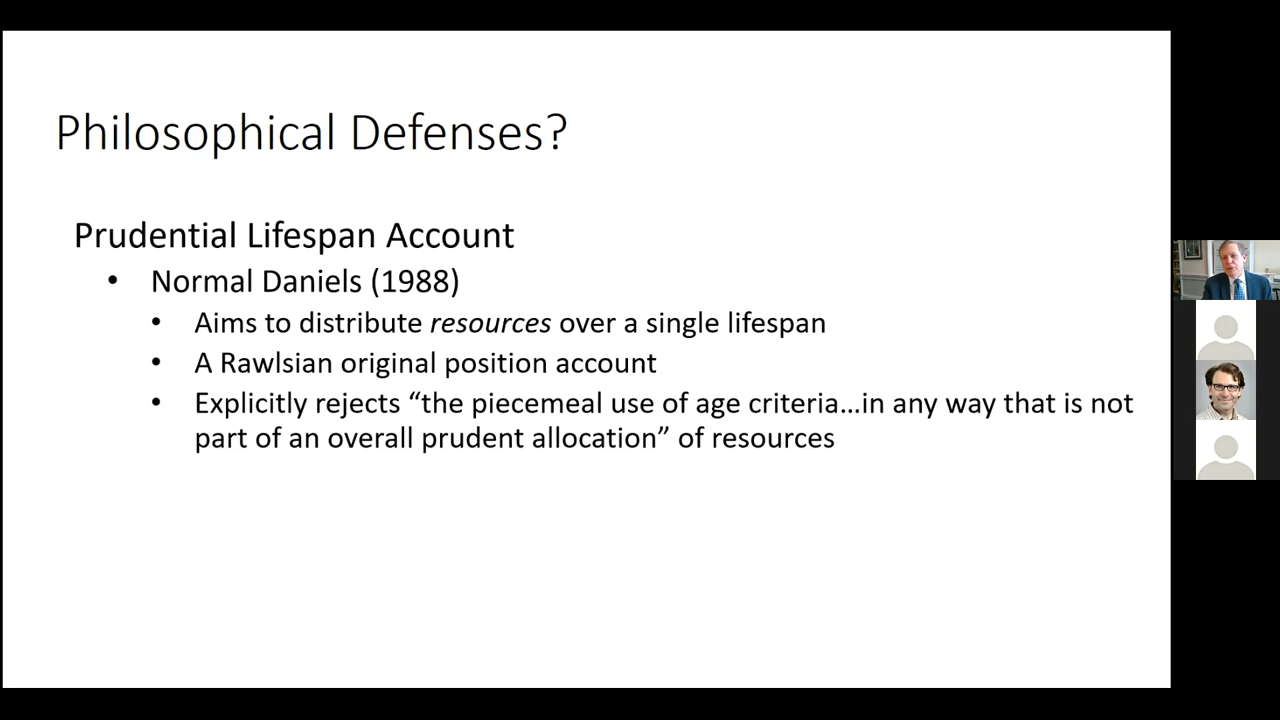 Philosophical Defenses?
Prudential Lifespan Account
• Normal Daniels (1988)
• Aims to distribute resources over a single lifespan
• A Rawlsian original position account
• Explicitly rejects “the piecemeal use of age criteria…in any way that is not
part of an overall prudent allocation” of resources